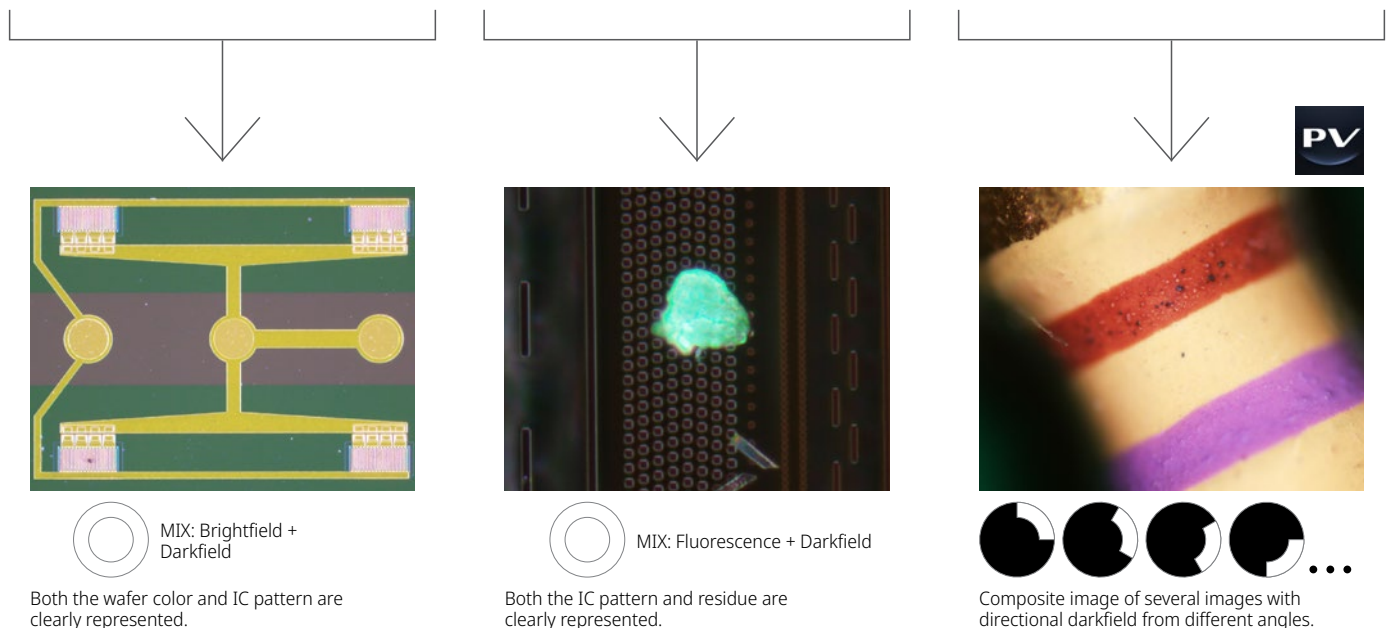 PV
MIX: Brightfield +
Darkfield
Both the wafer color and IC pattern are
clearly represented.
MIX: Fluorescence + Darkfield
Both the IC pattern and residue are
clearly represented.
Composite image of several images with
directional darkfield from different angles.